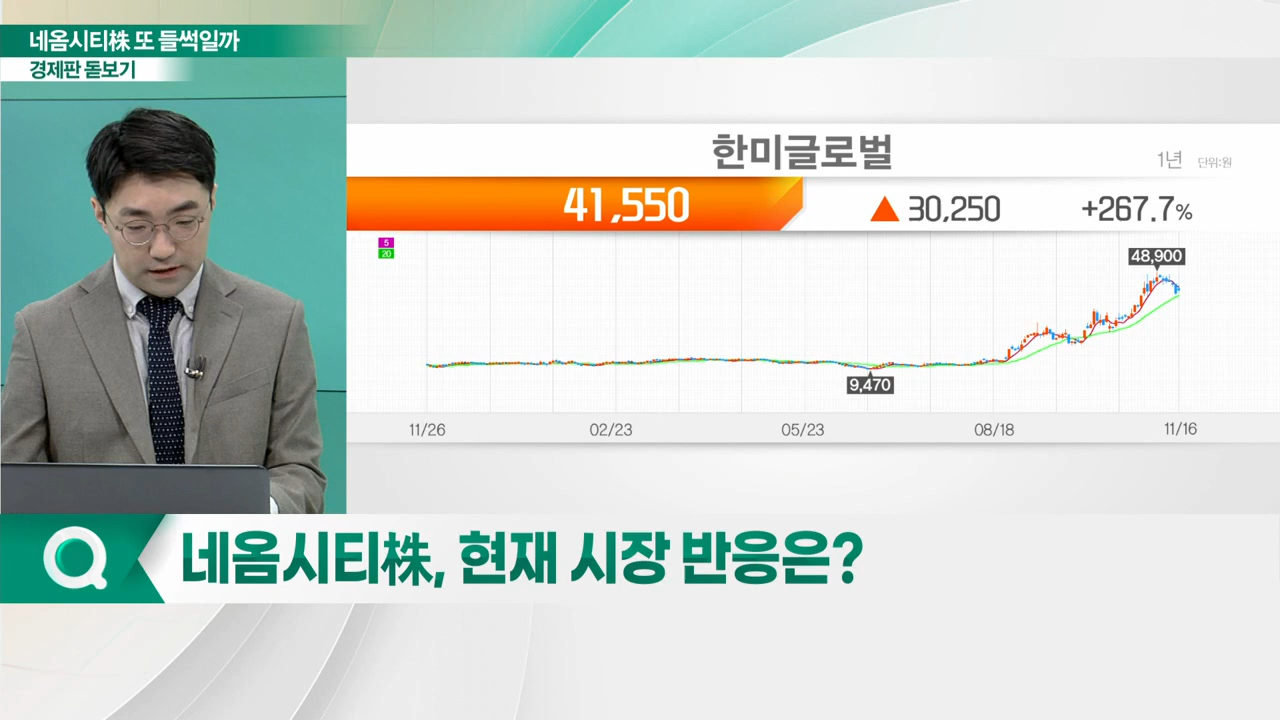 네옴시티株 또 들썩일까
경제판 돋보기
한미글로벌
1년 단위:원
41,550 ▲ 30,250 +267.7%
5
20
48,900
9,470
11/26 02/23 05/23 08/18 11/16
Q 네옴시티株, 현재 시장 반응은?